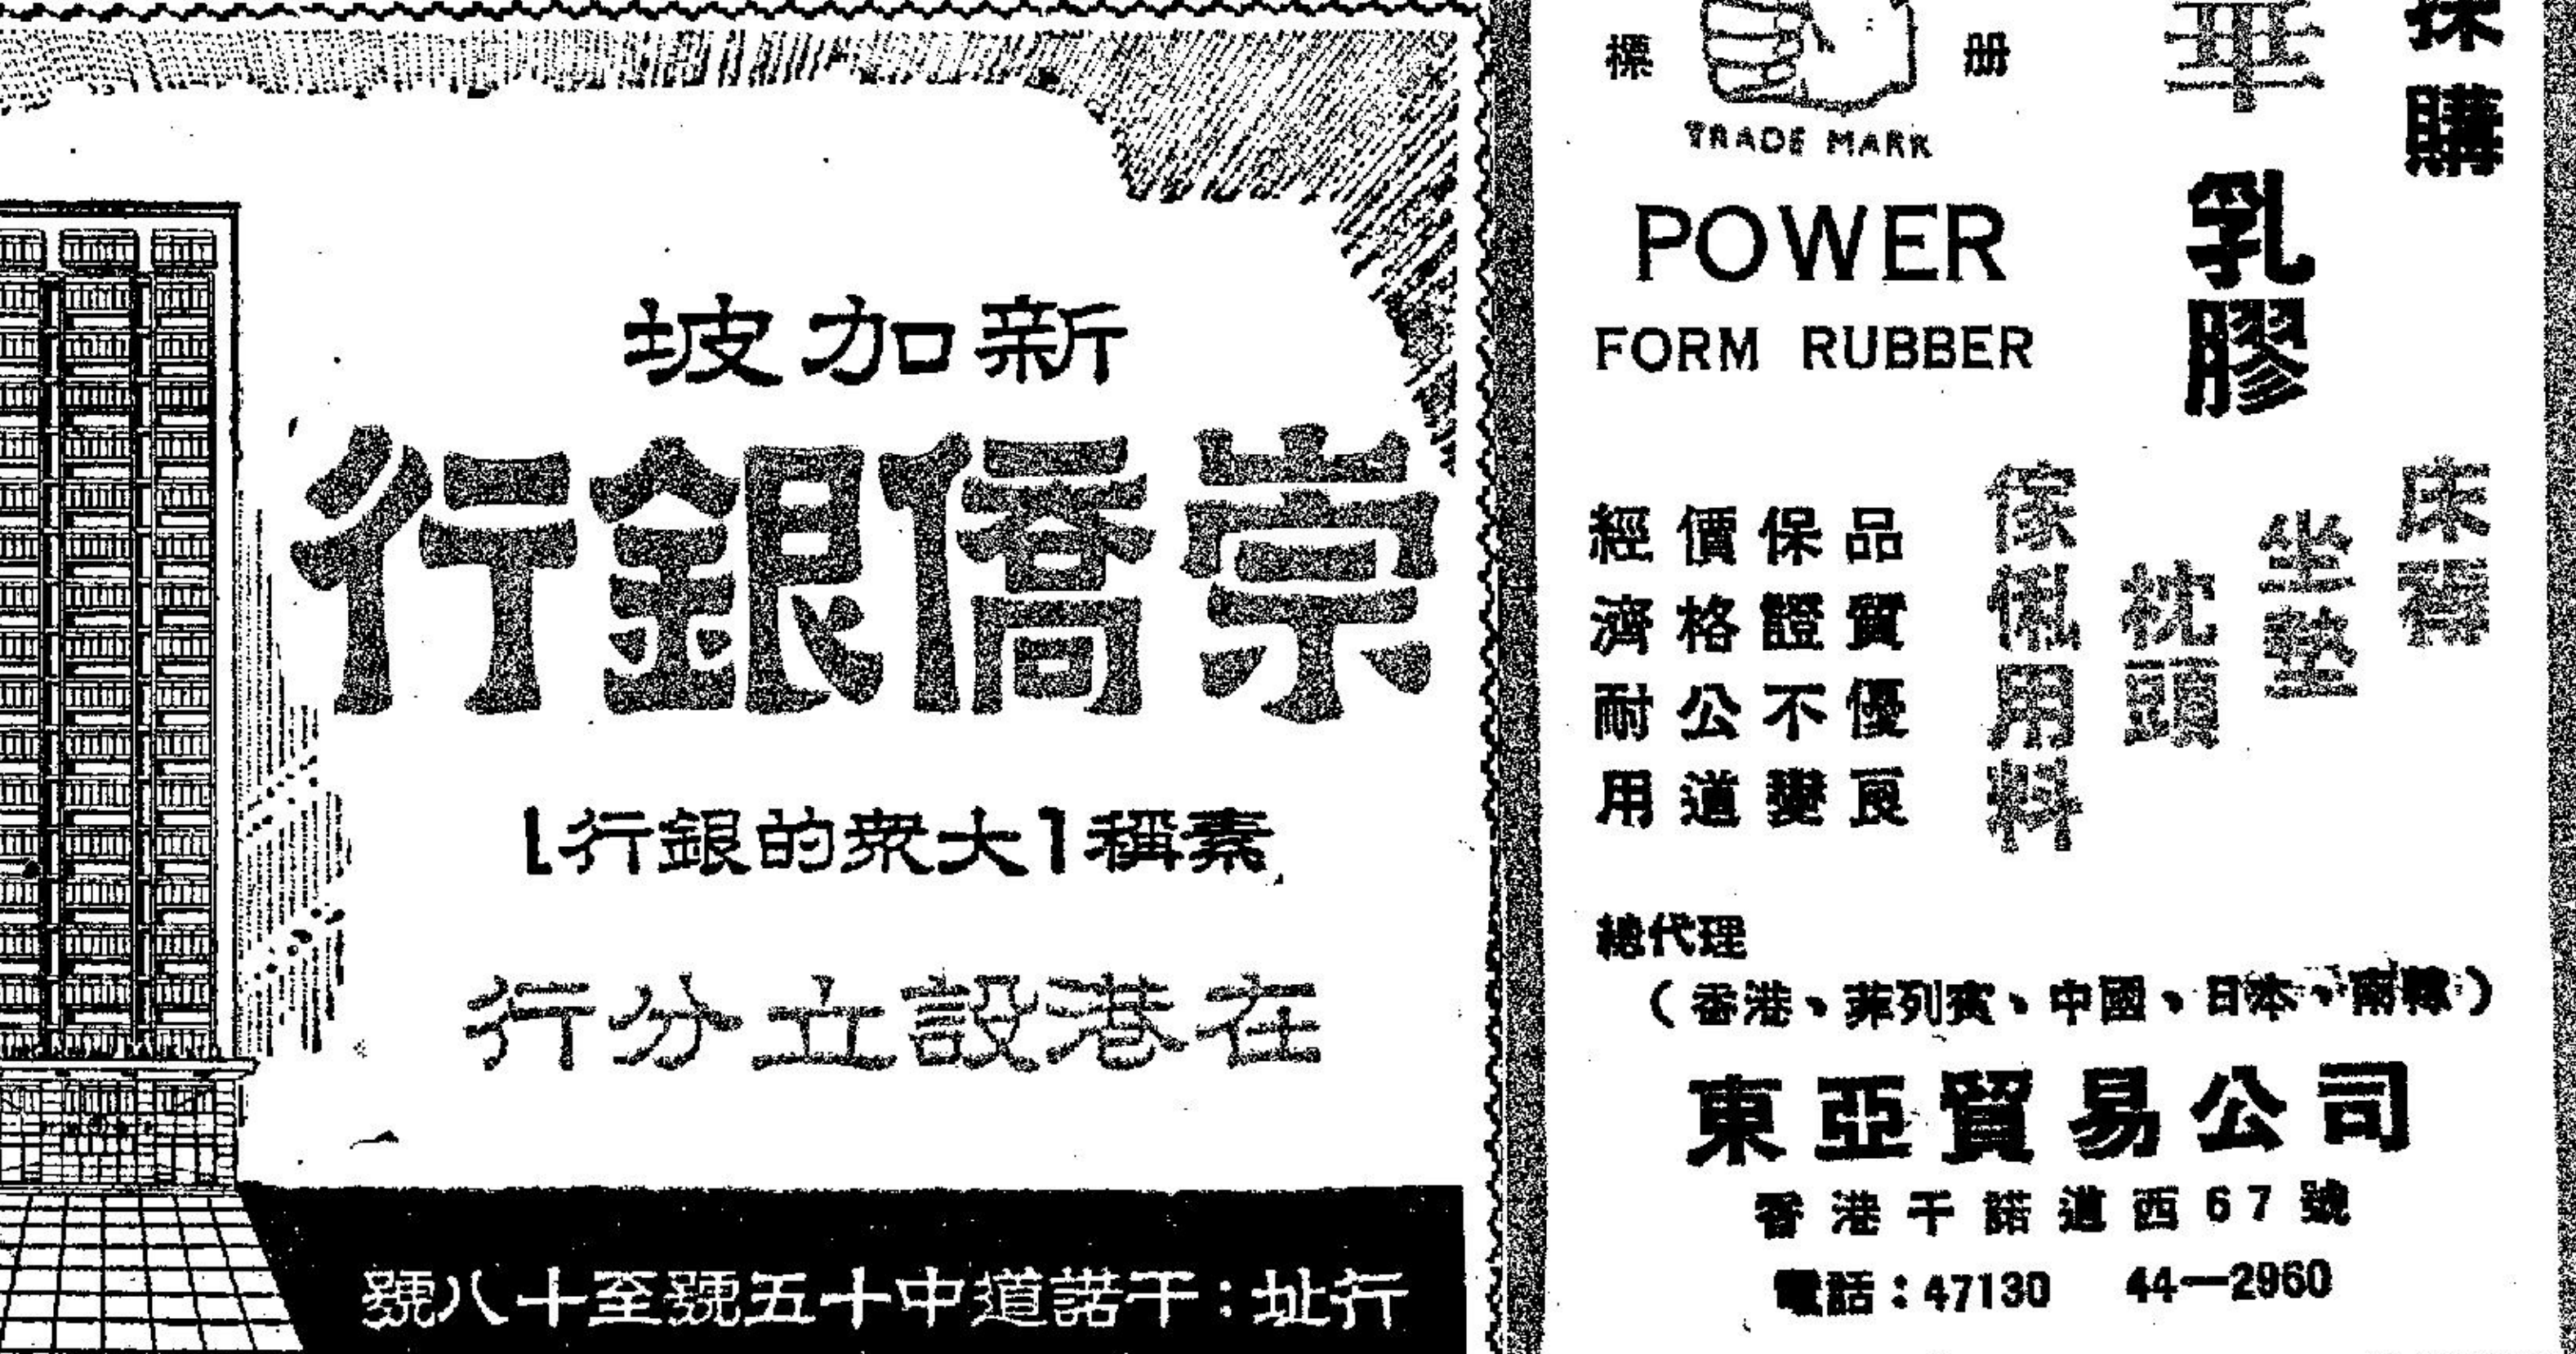 新加坡
崇僑銀行
素稱「大衆的銀行」
在港設立分行
行址：干諾道中十五號至十八號
採購
華乳膠
册標
TRADE MARK
POWER
FORM RUBBER
床褥
坐墊
枕頭
傢俬用料
品質優良
保證不變
價格公道
經濟耐用
總代理
（香港、菲列賓、中國、日本、南韓）
東亞貿易公司
香港干諾道西67號
電話：47130 44—2960